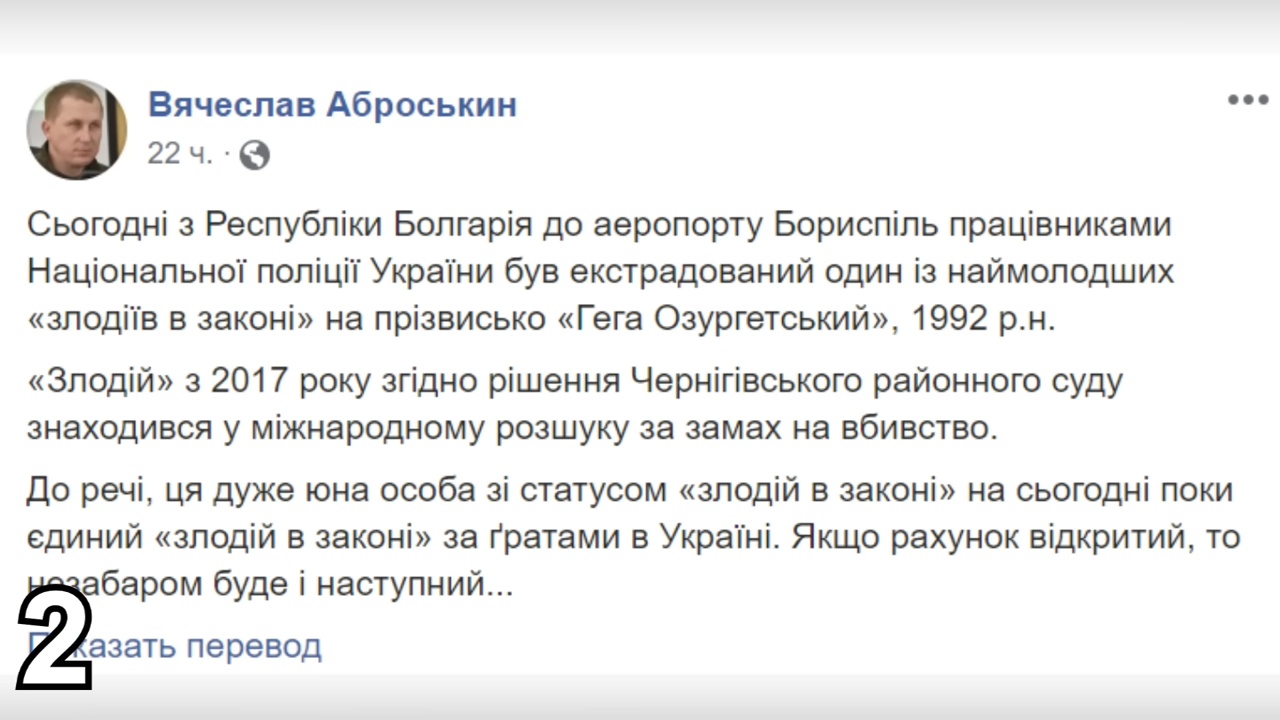 Вячеслав Аброськин
22 ч. ·
Сьогодні з Республіки Болгарія до аеропорту Бориспіль працівниками
Національної поліції України був екстрадований один із наймолодших
«злодіїв в законі» на прізвисько «Гега Озургетський», 1992 р.н.
«Злодій» з 2017 року згідно рішення Чернігівського районного суду
знаходився у міжнародному розшуку за замах на вбивство.
До речі, ця дуже юна особа зі статусом «злодій в законі» на сьогодні поки
єдиний «злодій в законі» за ґратами в Україні. Якщо рахунок відкритий, то
незабаром буде і наступний...
Показать перевод
2